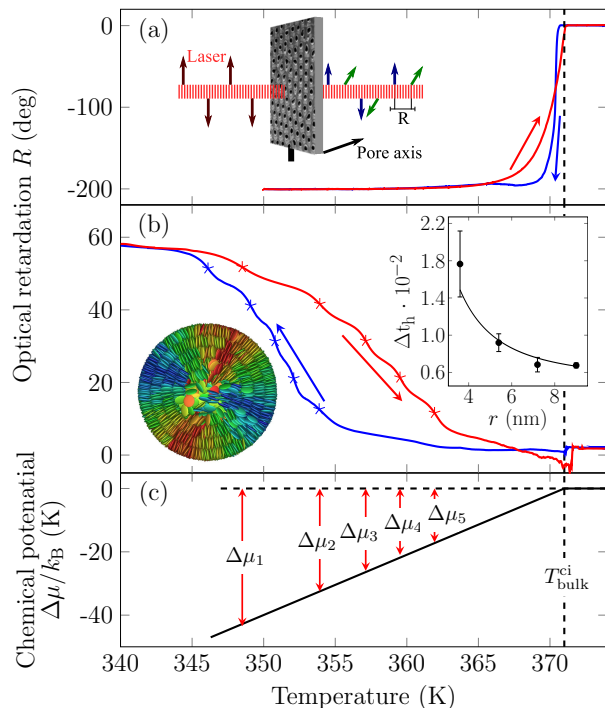 (a)
Laser
R
Pore axis
0
-100
-200
Optical retardation R (deg)
(b)
60
40
20
0
2.2
1.8
1.4
1.0
0.6
Δt_h · 10^-2
4 6 8
r (nm)
(c)
0
-20
-40
Chemical potenatial
Δμ/k_B (K)
Δμ_1
Δμ_2
Δμ_3
Δμ_4
Δμ_5
T^ci_bulk
340 345 350 355 360 365 370
Temperature (K)